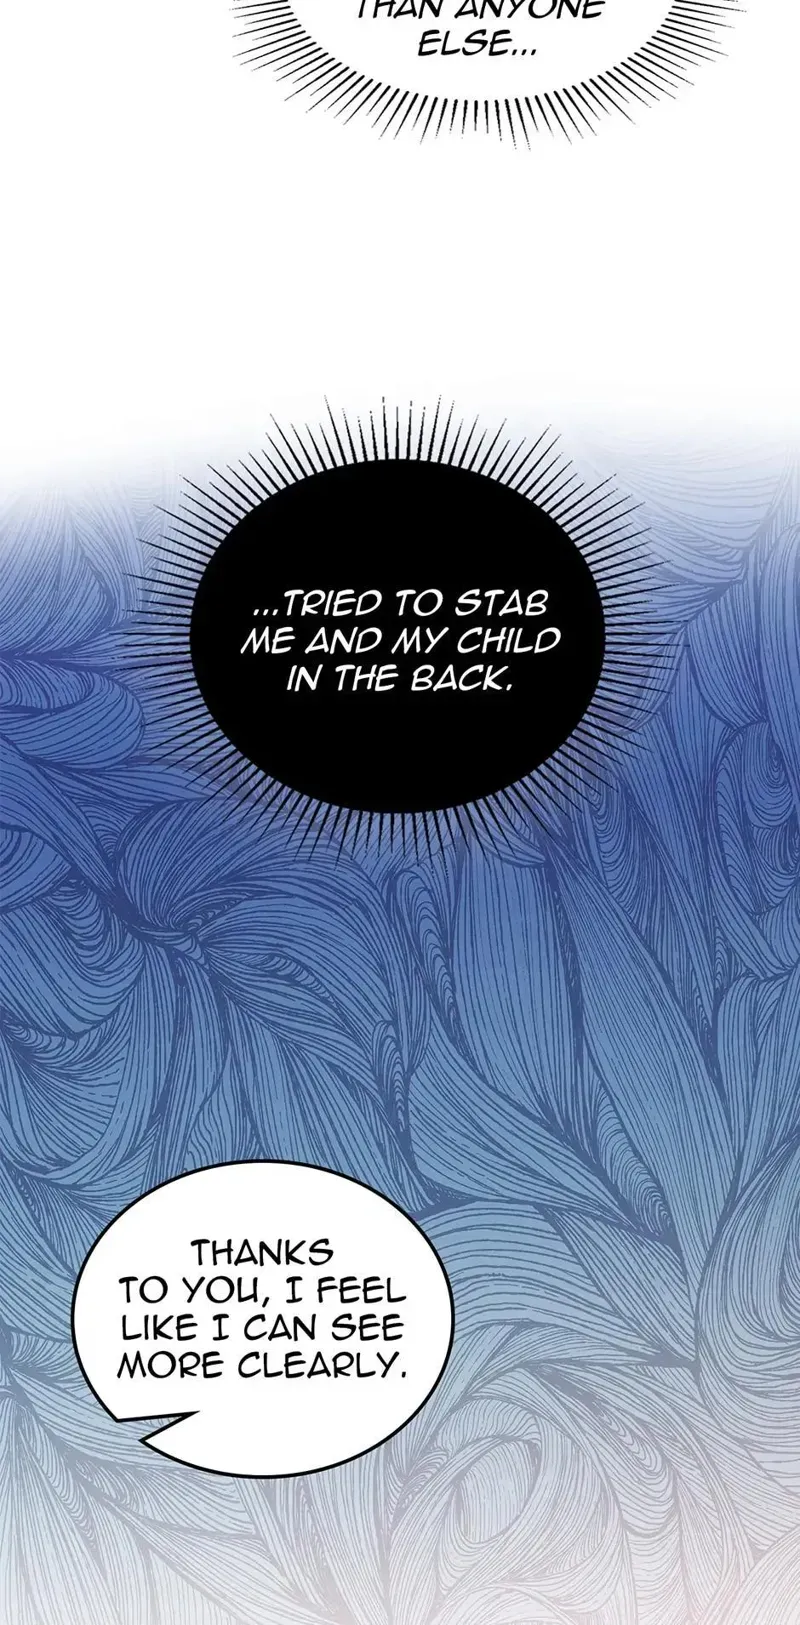 THAN ANYONE
ELSE...
...TRIED TO STAB
ME AND MY CHILD
IN THE BACK.
THANKS
TO YOU, I FEEL
LIKE I CAN SEE
MORE CLEARLY.